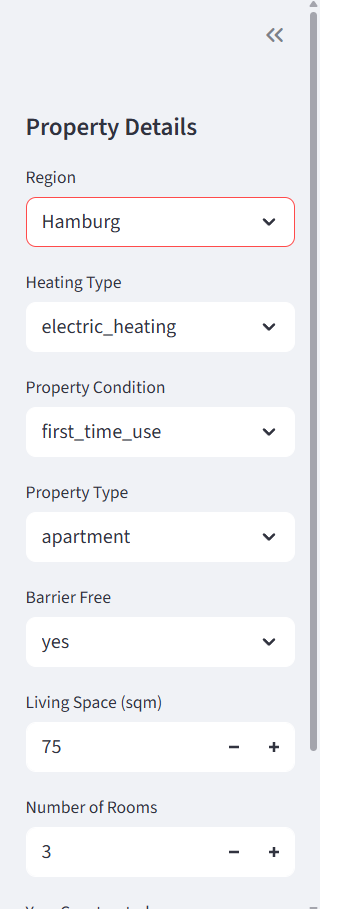 Property Details
Region
Hamburg
Heating Type
electric_heating
Property Condition
first_time_use
Property Type
apartment
Barrier Free
yes
Living Space (sqm)
75
Number of Rooms
3